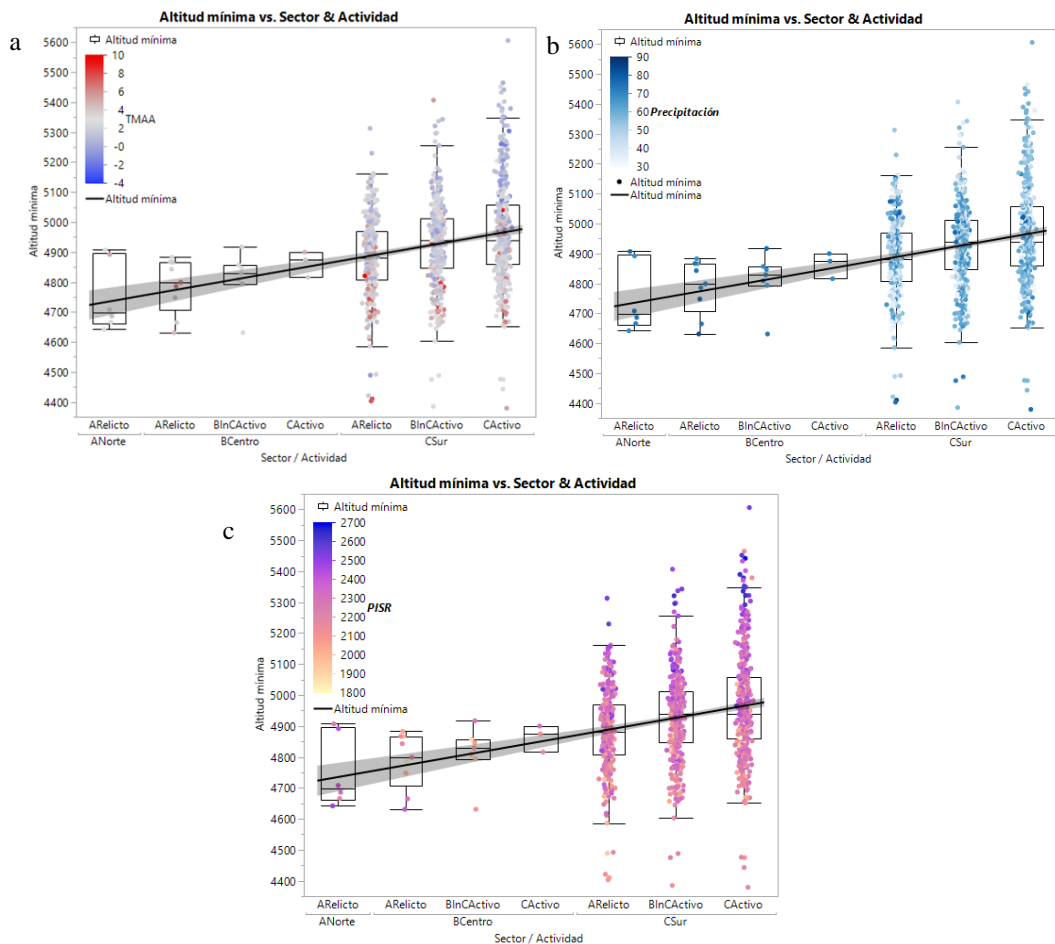 a
Altitud mínima vs. Sector & Actividad
Altitud mínima
10
8
6
4
2
-0
-2
-4
TMAA
Altitud mínima
Altitud mínima
5600
5500
5400
5300
5200
5100
5000
4900
4800
4700
4600
4500
4400
ARelicto ARelicto BInCActivo CActivo ARelicto BInCActivo CActivo
ANorte BCentro CSur
Sector / Actividad
b
Altitud mínima vs. Sector & Actividad
Altitud mínima
90
80
70
60
50
40
30
Precipitación
Altitud mínima
Altitud mínima
Altitud mínima
5600
5500
5400
5300
5200
5100
5000
4900
4800
4700
4600
4500
4400
ARelicto ARelicto BInCActivo CActivo ARelicto BInCActivo CActivo
ANorte BCentro CSur
Sector / Actividad
c
Altitud mínima vs. Sector & Actividad
Altitud mínima
2700
2600
2500
2400
2300
2200
2100
2000
1900
1800
PISR
Altitud mínima
Altitud mínima
5600
5500
5400
5300
5200
5100
5000
4900
4800
4700
4600
4500
4400
ARelicto ARelicto BInCActivo CActivo ARelicto BInCActivo CActivo
ANorte BCentro CSur
Sector / Actividad